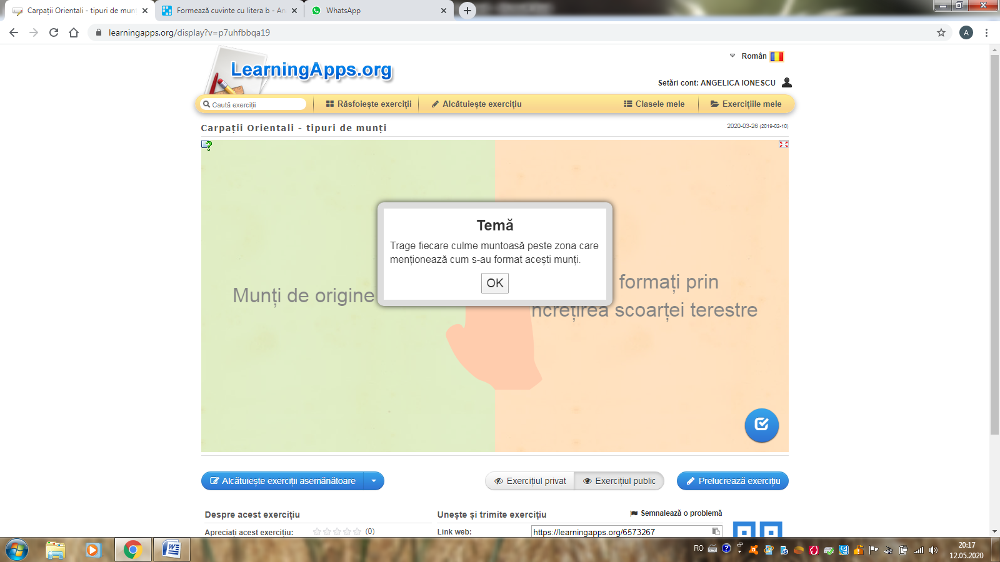 Carpații Orientali - tipuri de munț
Formează cuvinte cu litera b - An
WhatsApp
learningapps.org/display?v=p7uhfbbqa19
A
LearningApps.org
Român
Setări cont: ANGELICA IONESCU
Caută exerciții
Răsfoiește exerciții
Alcătuiește exercițiu
Clasele mele
Exercițiile mele
Carpații Orientali - tipuri de munți
2020-03-26 (2019-02-10)
Temă
Trage fiecare culme muntoasă peste zona care
menționează cum s-au format acești munți.
OK
Munți de origine
formați prin
ncrețirea scoarței terestre
Alcătuiește exerciții asemănătoare
Exercițiul privat
Exercițiul public
Prelucrează exercițiu
Despre acest exercițiu
Unește și trimite exercițiu
Semnalează o problemă
Apreciați acest exercițiu:
(0)
Link web:
https://learningapps.org/6573267
RO
20:17
12.05.2020